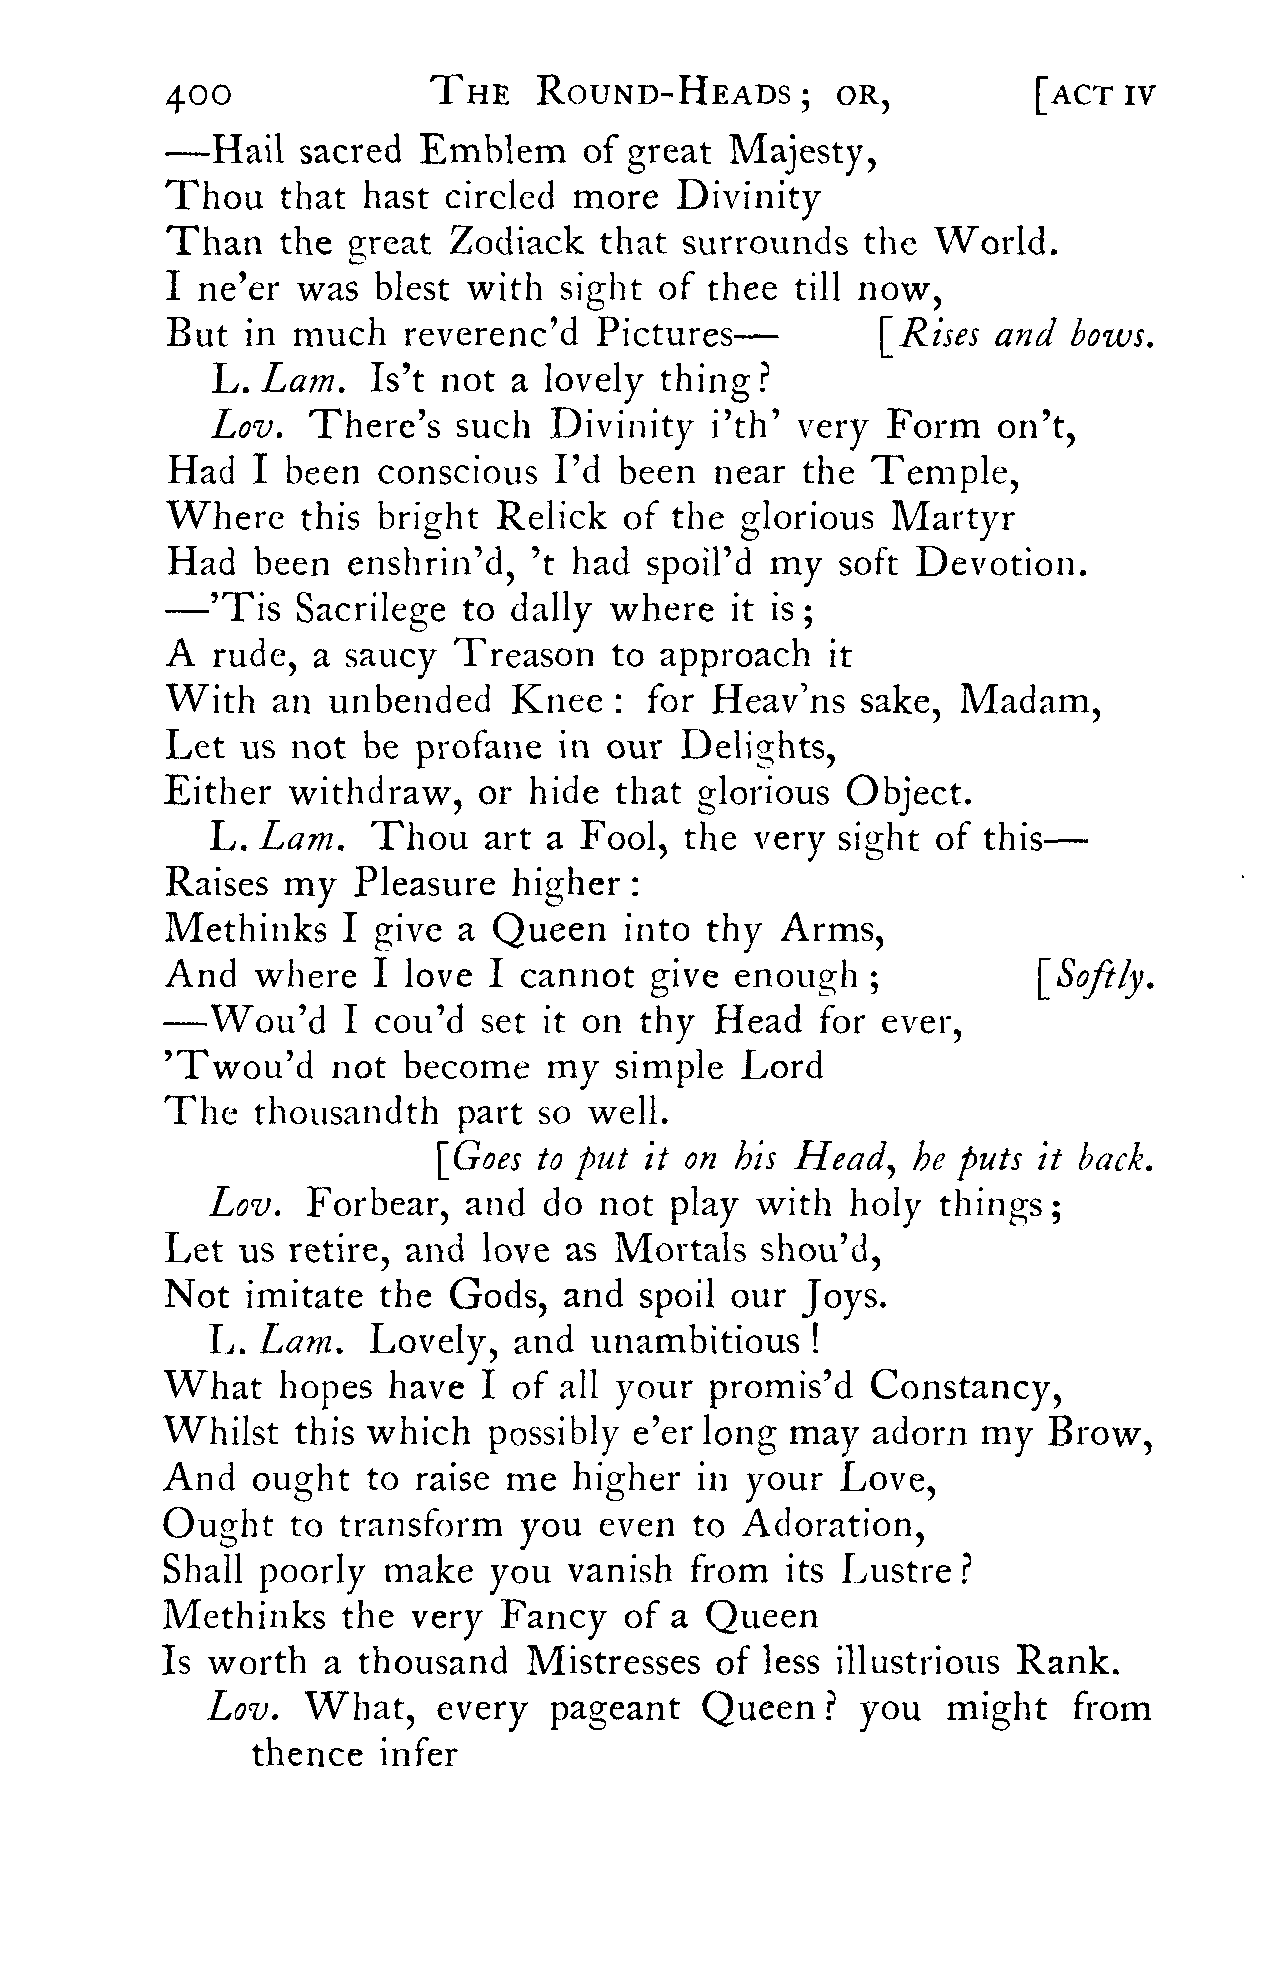 400 The Round-Heads; or, [act iv
—Hail sacred Emblem of great Majesty,
Thou that hast circled more Divinity
Than the great Zodiack that surrounds the World.
I ne'er was blest with sight of thee till now,
But in much reverenc'd Pictures— [Rises and bows.
L. Lam. Is't not a lovely thing?
Lov. There's such Divinity i'th' very Form on't,
Had I been conscious I'd been near the Temple,
Where this bright Relick of the glorious Martyr
Had been enshrin'd, 't had spoil'd my soft Devotion.
—'Tis Sacrilege to dally where it is;
A rude, a saucy Treason to approach it
With an unbended Knee: for Heav'ns sake, Madam,
Let us not be profane in our Delights,
Either withdraw, or hide that glorious Object.
L. Lam. Thou art a Fool, the very sight of this—
Raises my Pleasure higher:
Methinks I give a Queen into thy Arms,
And where I love I cannot give enough; [Softly.
—Wou'd I cou'd set it on thy Head for ever,
'Twou'd not become my simple Lord
The thousandth part so well.
[Goes to put it on his Head, he puts it back.
Lov. Forbear, and do not play with holy things;
Let us retire, and love as Mortals shou'd,
Not imitate the Gods, and spoil our Joys.
L. Lam. Lovely, and unambitious!
What hopes have I of all your promis'd Constancy,
Whilst this which possibly e'er long may adorn my Brow,
And ought to raise me higher in your Love,
Ought to transform you even to Adoration,
Shall poorly make you vanish from its Lustre?
Methinks the very Fancy of a Queen
Is worth a thousand Mistresses of less illustrious Rank.
Lov. What, every pageant Queen? you might from
thence infer